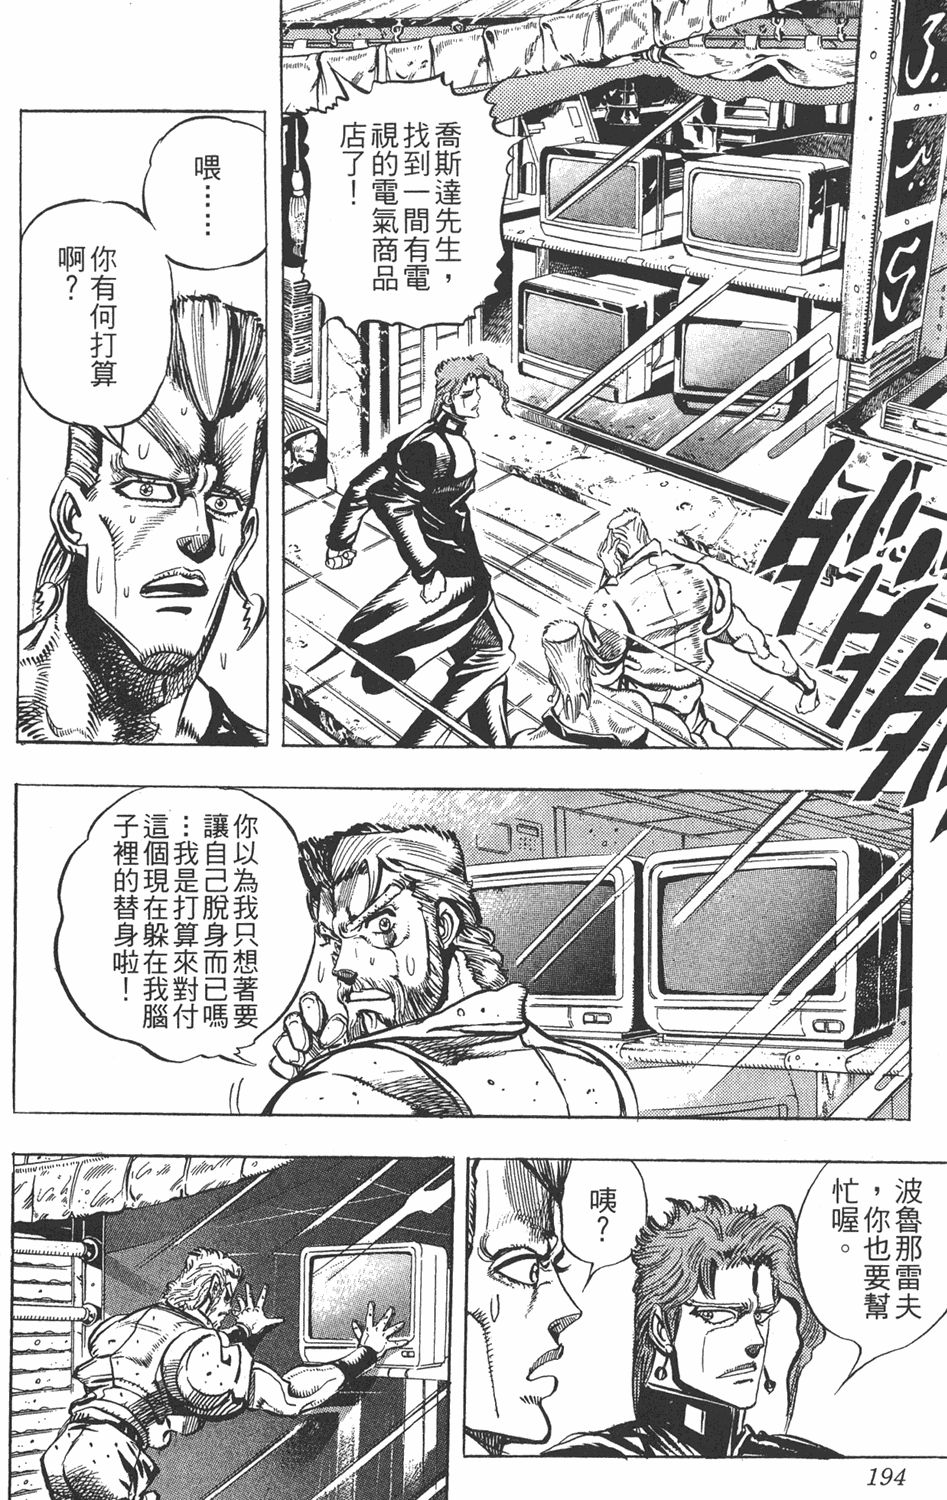 喬斯達先生，
找到一間有電
視的電氣商品
店了！
喂……
你有何打算
啊？
你以為我只想著要
讓自己脫身而已嗎
…我是打算來對付
這個現在躲在我腦
子裡的替身啦！
波魯那雷夫
，你也要幫
忙喔。
咦？
194